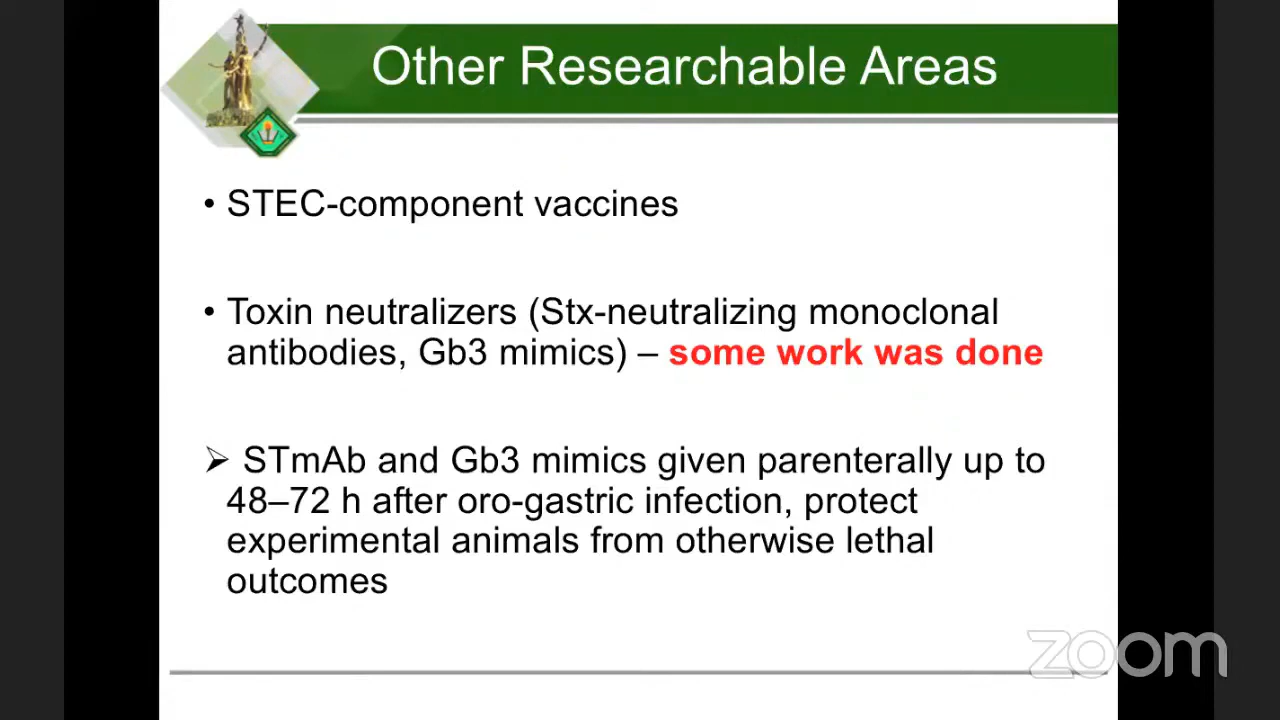 Other Researchable Areas
• STEC-component vaccines
• Toxin neutralizers (Stx-neutralizing monoclonal
antibodies, Gb3 mimics) – some work was done
➢ STmAb and Gb3 mimics given parenterally up to
48–72 h after oro-gastric infection, protect
experimental animals from otherwise lethal
outcomes
zoom